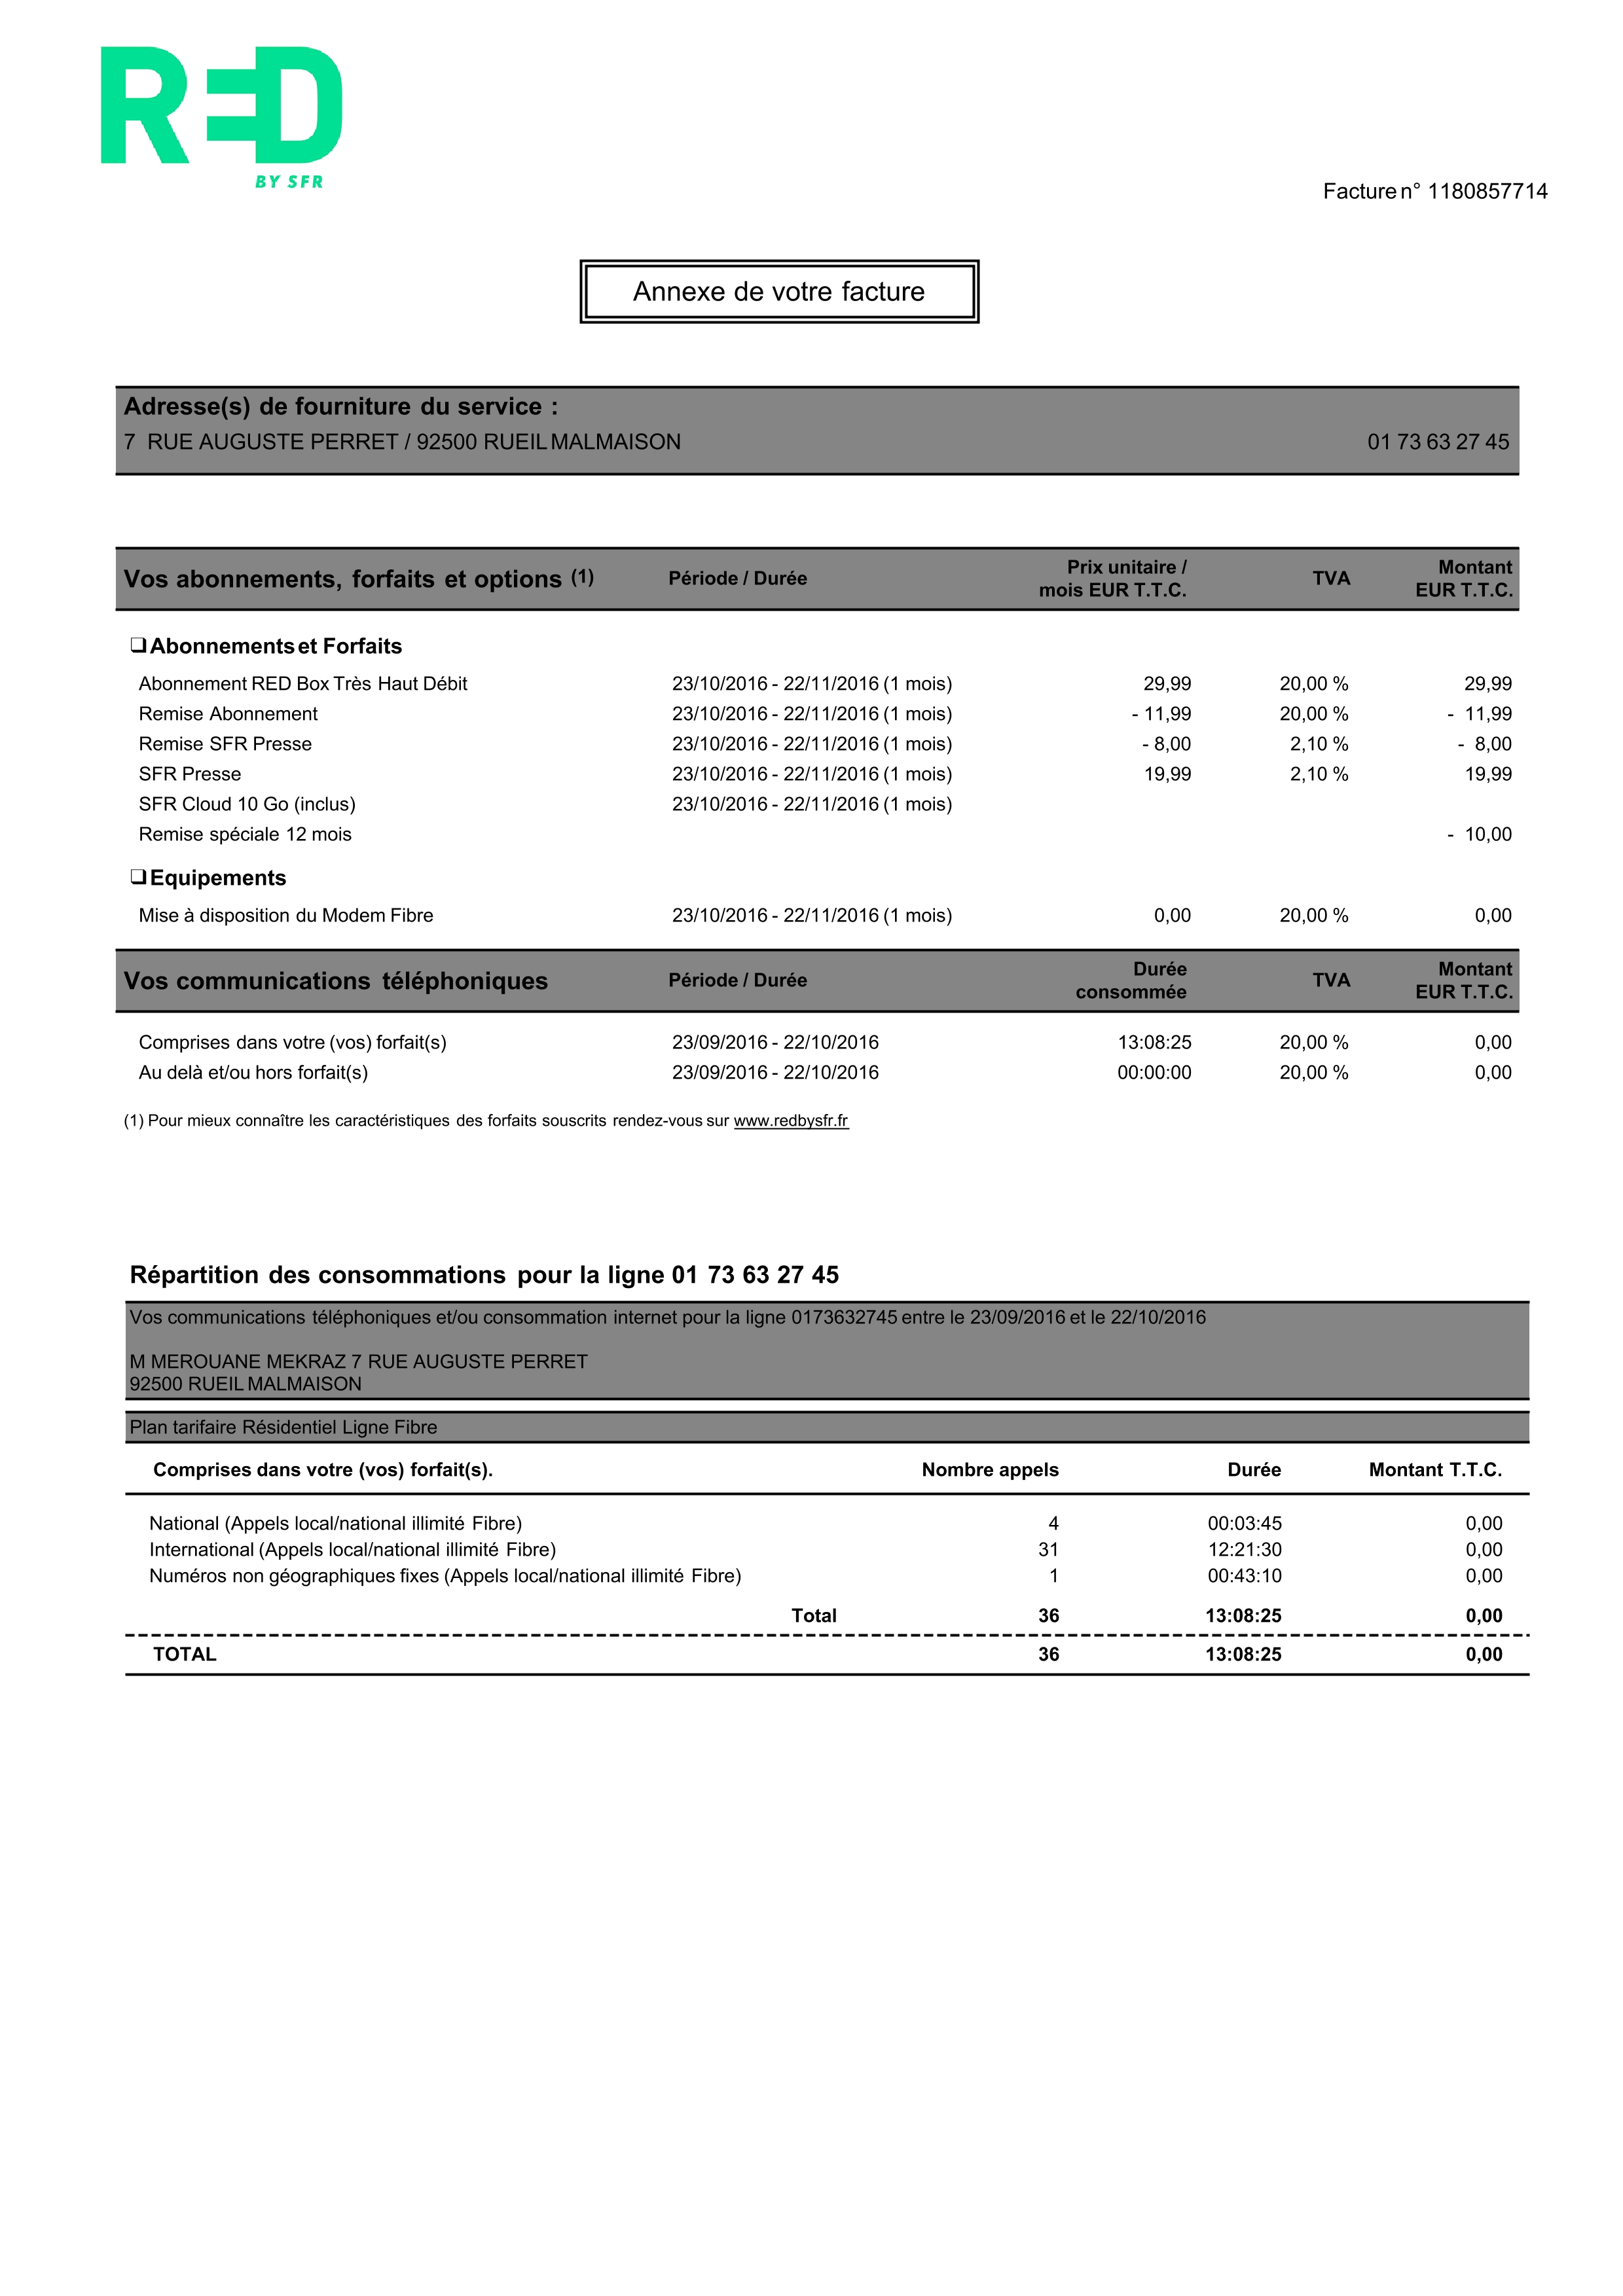 RED
BY SFR
Facture n° 1180857714
Annexe de votre facture
Adresse(s) de fourniture du service :
7 RUE AUGUSTE PERRET / 92500 RUEIL MALMAISON 01 73 63 27 45
Vos abonnements, forfaits et options (1) Période / Durée Prix unitaire / mois EUR T.T.C. TVA Montant EUR T.T.C.
❑ Abonnements et Forfaits
Abonnement RED Box Très Haut Débit 23/10/2016 - 22/11/2016 (1 mois) 29,99 20,00 % 29,99
Remise Abonnement 23/10/2016 - 22/11/2016 (1 mois) - 11,99 20,00 % - 11,99
Remise SFR Presse 23/10/2016 - 22/11/2016 (1 mois) - 8,00 2,10 % - 8,00
SFR Presse 23/10/2016 - 22/11/2016 (1 mois) 19,99 2,10 % 19,99
SFR Cloud 10 Go (inclus) 23/10/2016 - 22/11/2016 (1 mois)
Remise spéciale 12 mois - 10,00
❑ Equipements
Mise à disposition du Modem Fibre 23/10/2016 - 22/11/2016 (1 mois) 0,00 20,00 % 0,00
Vos communications téléphoniques Période / Durée Durée consommée TVA Montant EUR T.T.C.
Comprises dans votre (vos) forfait(s) 23/09/2016 - 22/10/2016 13:08:25 20,00 % 0,00
Au delà et/ou hors forfait(s) 23/09/2016 - 22/10/2016 00:00:00 20,00 % 0,00
(1) Pour mieux connaître les caractéristiques des forfaits souscrits rendez-vous sur www.redbysfr.fr
Répartition des consommations pour la ligne 01 73 63 27 45
Vos communications téléphoniques et/ou consommation internet pour la ligne 0173632745 entre le 23/09/2016 et le 22/10/2016
M MEROUANE MEKRAZ 7 RUE AUGUSTE PERRET
92500 RUEIL MALMAISON
Plan tarifaire Résidentiel Ligne Fibre
Comprises dans votre (vos) forfait(s). Nombre appels Durée Montant T.T.C.
National (Appels local/national illimité Fibre) 4 00:03:45 0,00
International (Appels local/national illimité Fibre) 31 12:21:30 0,00
Numéros non géographiques fixes (Appels local/national illimité Fibre) 1 00:43:10 0,00
Total 36 13:08:25 0,00
TOTAL 36 13:08:25 0,00